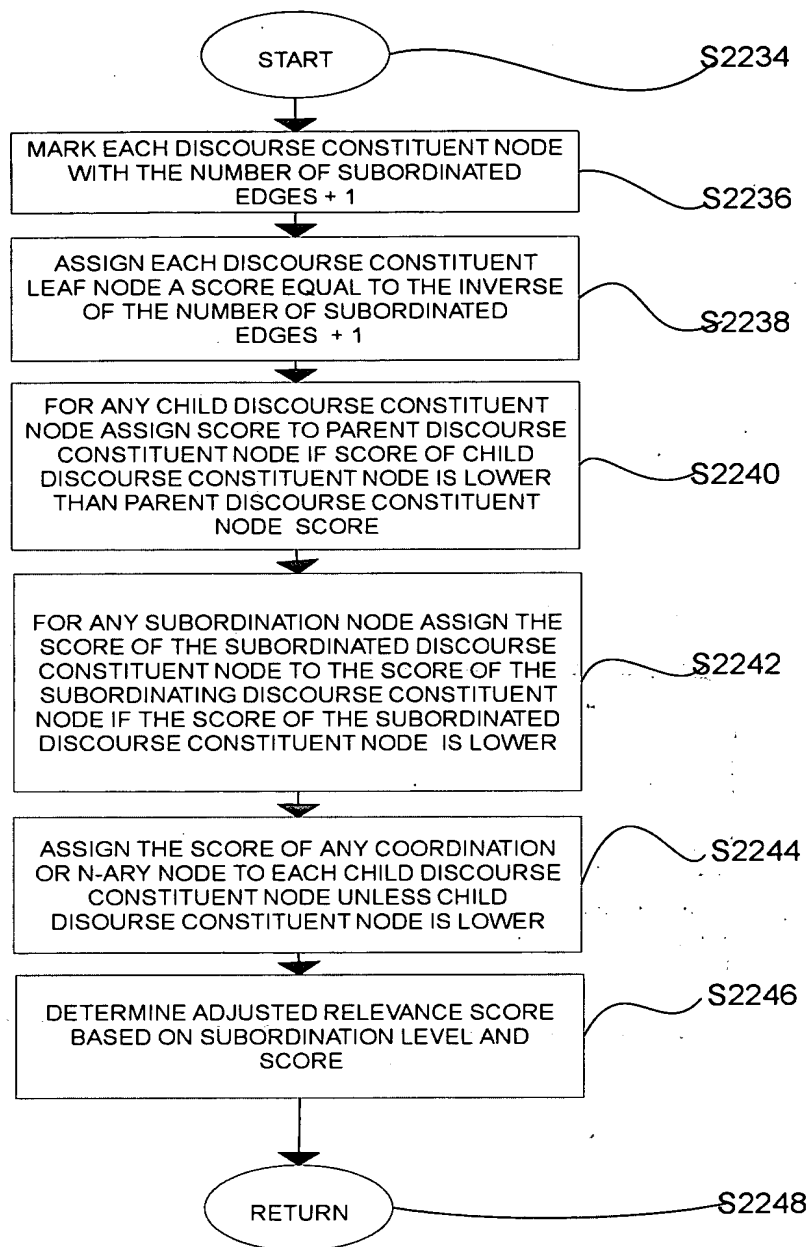 START
S2234
MARK EACH DISCOURSE CONSTITUENT NODE
WITH THE NUMBER OF SUBORDINATED
EDGES + 1
S2236
ASSIGN EACH DISCOURSE CONSTITUENT
LEAF NODE A SCORE EQUAL TO THE INVERSE
OF THE NUMBER OF SUBORDINATED
EDGES + 1
S2238
FOR ANY CHILD DISCOURSE CONSTITUENT
NODE ASSIGN SCORE TO PARENT DISCOURSE
CONSTITUENT NODE IF SCORE OF CHILD
DISCOURSE CONSTITUENT NODE IS LOWER
THAN PARENT DISCOURSE CONSTITUENT
NODE SCORE
S2240
FOR ANY SUBORDINATION NODE ASSIGN THE
SCORE OF THE SUBORDINATED DISCOURSE
CONSTITUENT NODE TO THE SCORE OF THE
SUBORDINATING DISCOURSE CONSTITUENT
NODE IF THE SCORE OF THE SUBORDINATED
DISCOURSE CONSTITUENT NODE IS LOWER
S2242
ASSIGN THE SCORE OF ANY COORDINATION
OR N-ARY NODE TO EACH CHILD DISCOURSE
CONSTITUENT NODE UNLESS CHILD
DISOURSE CONSTITUENT NODE IS LOWER
S2244
DETERMINE ADJUSTED RELEVANCE SCORE
BASED ON SUBORDINATION LEVEL AND
SCORE
S2246
RETURN
S2248